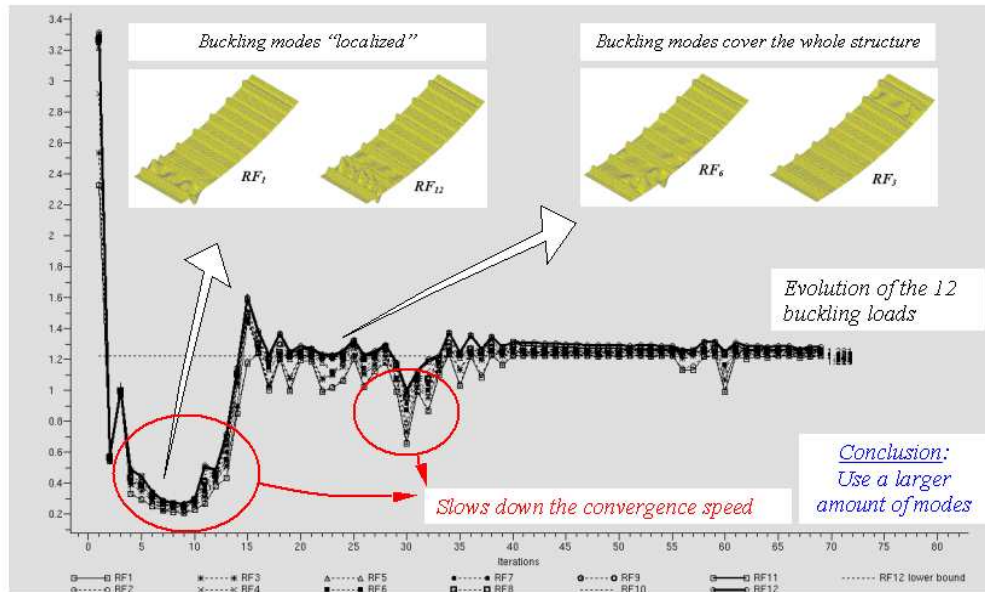 Buckling modes “localized”
Buckling modes cover the whole structure
RF1
RF12
RF6
RF3
Evolution of the 12
buckling loads
Conclusion:
Use a larger
amount of modes
Slows down the convergence speed
3.4
3.2
3
2.8
2.6
2.4
2.2
2
1.8
1.6
1.4
1.2
1
0.8
0.6
0.4
0.2
0 5 10 15 20 25 30 35 40 45 50 55 60 65 70 75 80
Iterations
RF1 RF3 RF5 RF7 RF9 RF11 RF12 lower bound
RF2 RF4 RF6 RF8 RF10 RF12